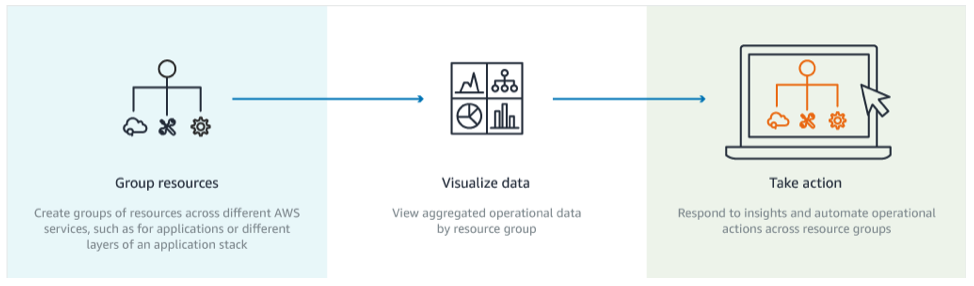 Group resources
Create groups of resources across different AWS
services, such as for applications or different
layers of an application stack
Visualize data
View aggregated operational data
by resource group
Take action
Respond to insights and automate operational
actions across resource groups